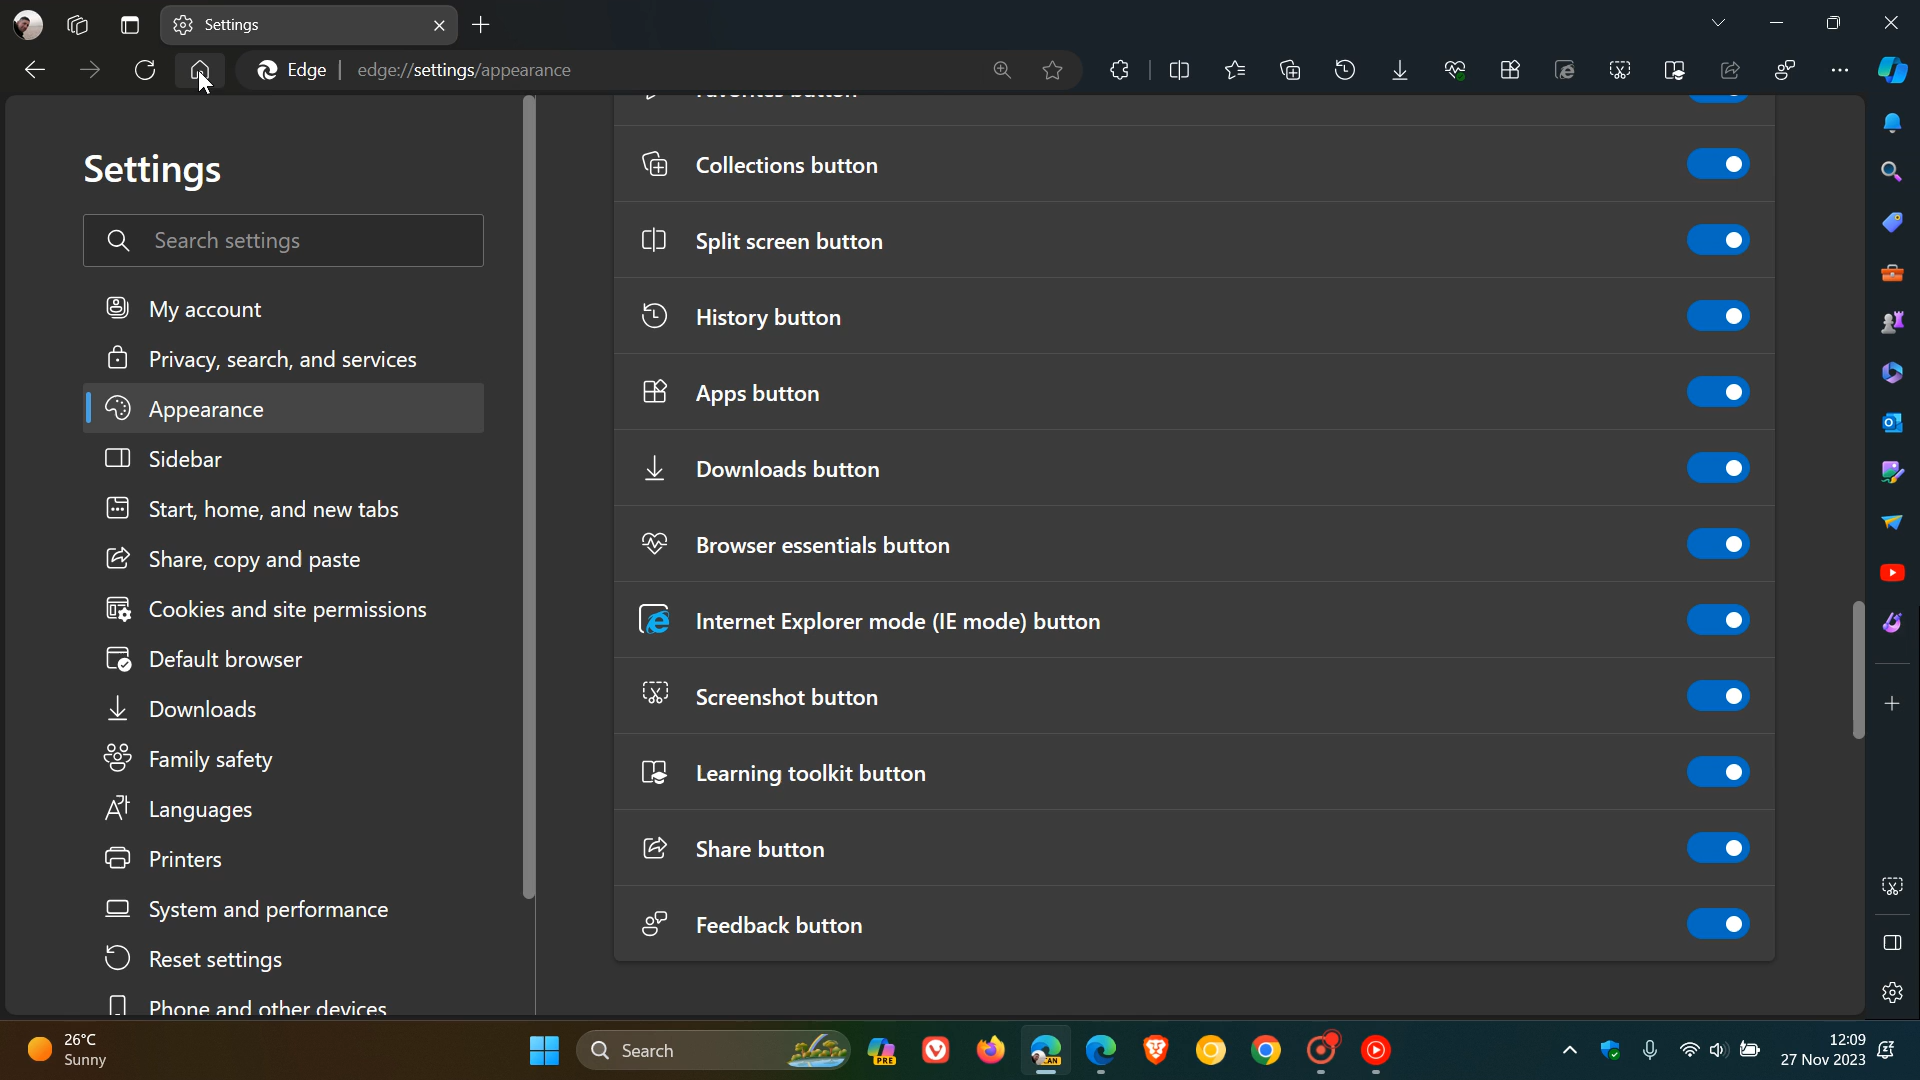 Settings
Edge
edge://settings/appearance
Settings
Search settings
My account
Privacy, search, and services
Appearance
Sidebar
Start, home, and new tabs
Share, copy and paste
Cookies and site permissions
Default browser
Downloads
Family safety
Languages
Printers
System and performance
Reset settings
Phone and other devices
Favorites button
Collections button
Split screen button
History button
Apps button
Downloads button
Browser essentials button
Internet Explorer mode (IE mode) button
Screenshot button
Learning toolkit button
Share button
Feedback button
26°C
Sunny
Search
PRE
CAN
12:09
27 Nov 2023